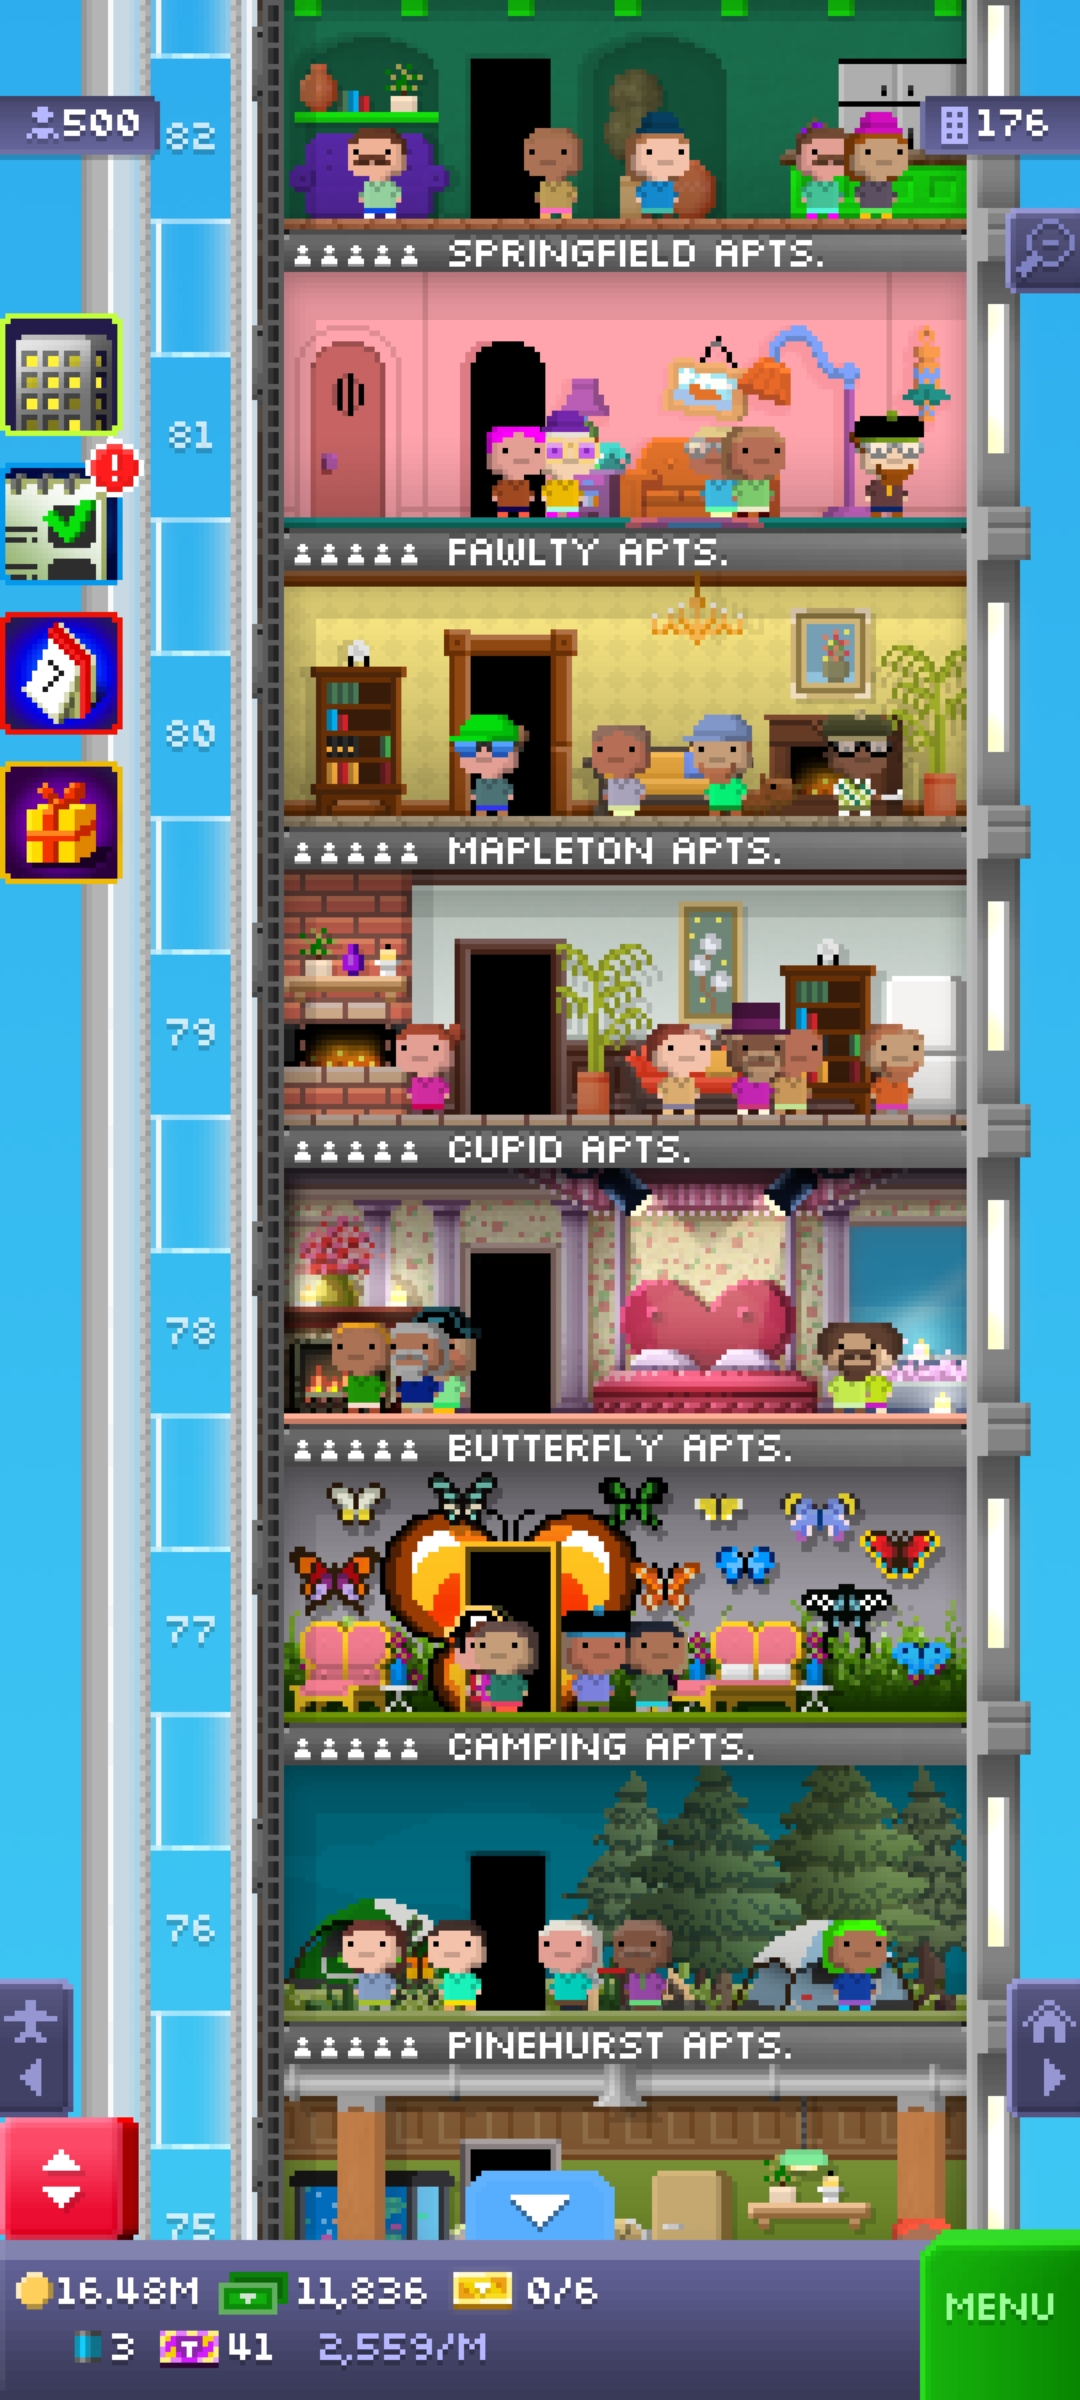 500
82
176
SPRINGFIELD APTS.
81
FAWLTY APTS.
7
80
MAPLETON APTS.
79
CUPID APTS.
78
BUTTERFLY APTS.
77
CAMPING APTS.
76
PINEHURST APTS.
75
16.48M 11,836 0/6
MENU
3 41 2,559/M